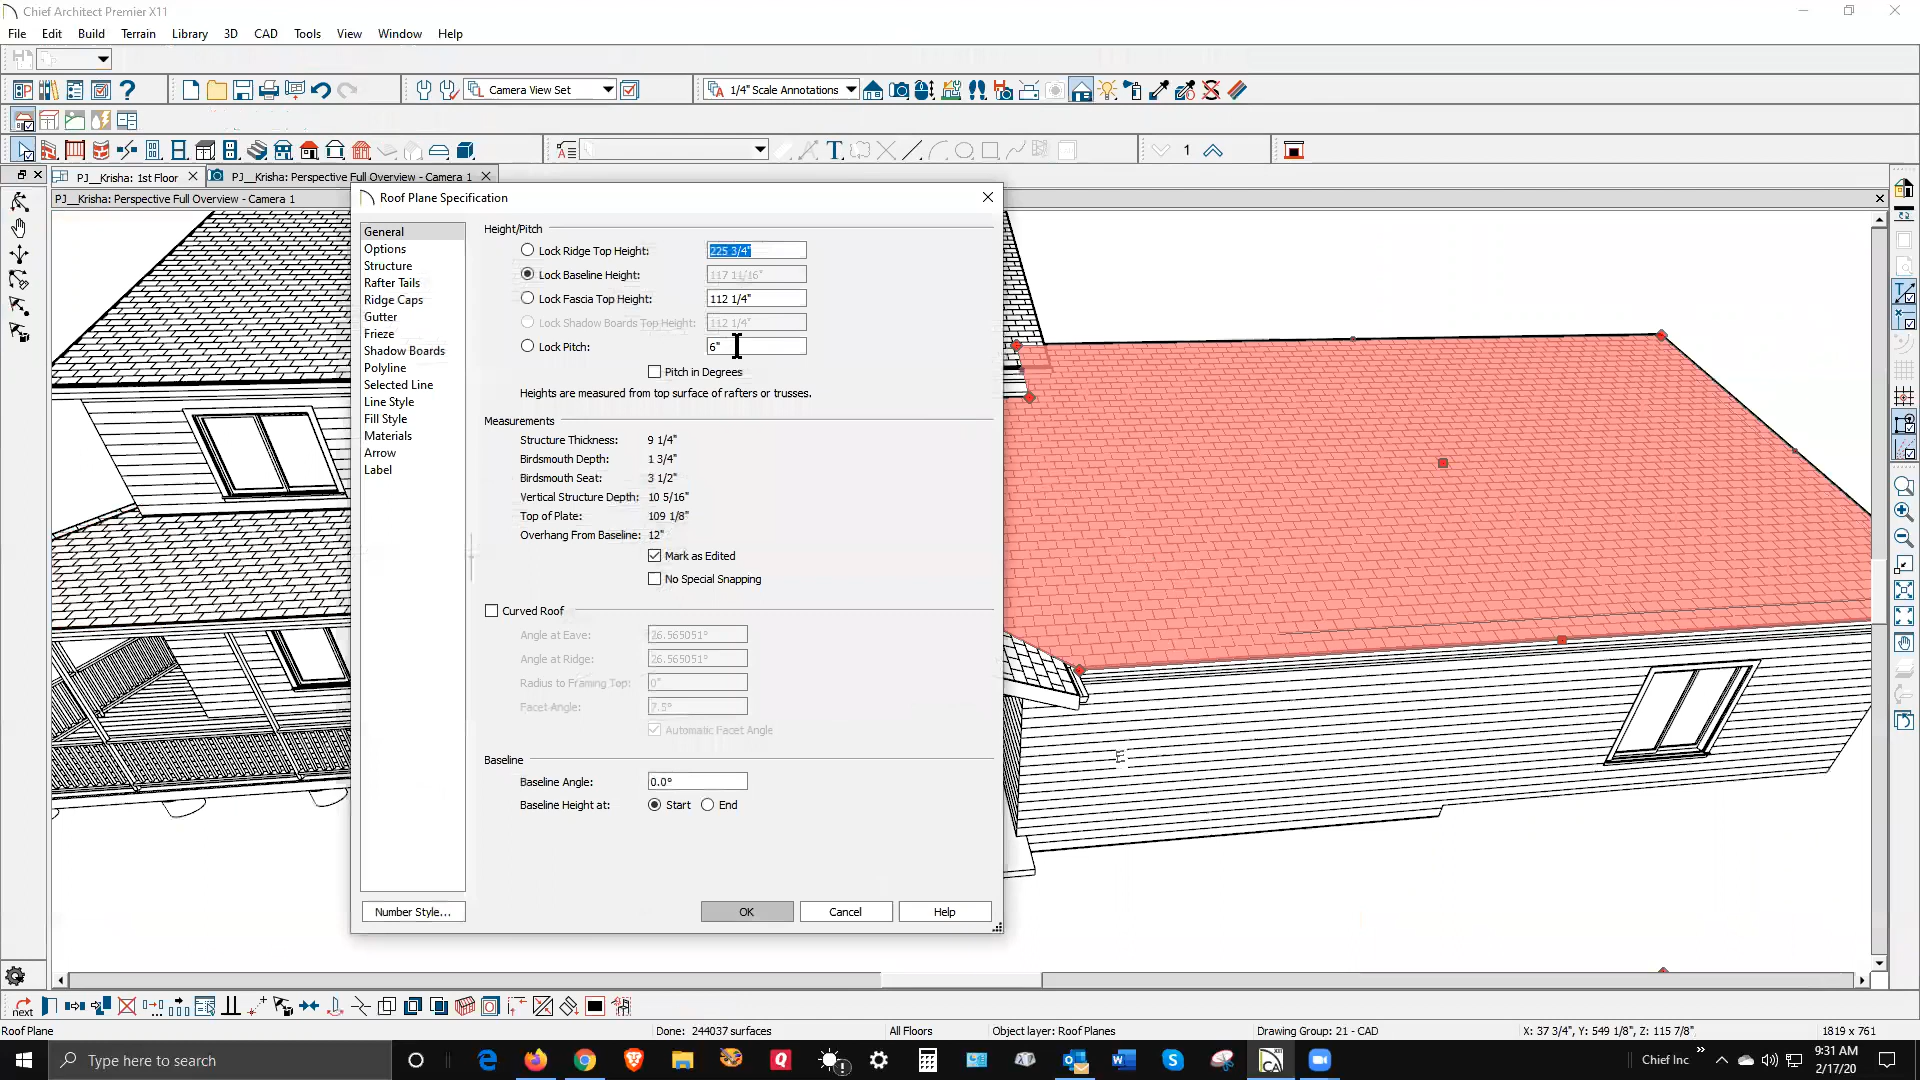 Chief Architect Premier X11
File Edit Build Terrain Library 3D CAD Tools View Window Help
Camera View Set
1/4" Scale Annotations
1
PJ__Krisha: 1st Floor
PJ__Krisha: Perspective Full Overview - Camera 1
PJ__Krisha: Perspective Full Overview - Camera 1
Roof Plane Specification
General
Options
Structure
Rafter Tails
Ridge Caps
Gutter
Frieze
Shadow Boards
Polyline
Selected Line
Line Style
Fill Style
Materials
Arrow
Label
Height/Pitch
Lock Ridge Top Height: 225 3/4"
Lock Baseline Height: 117 11/16"
Lock Fascia Top Height: 112 1/4"
Lock Shadow Boards Top Height: 112 1/4"
Lock Pitch: 6"
Pitch in Degrees
Heights are measured from top surface of rafters or trusses.
Measurements
Structure Thickness: 9 1/4"
Birdsmouth Depth: 1 3/4"
Birdsmouth Seat: 3 1/2"
Vertical Structure Depth: 10 5/16"
Top of Plate: 109 1/8"
Overhang From Baseline: 12"
Mark as Edited
No Special Snapping
Curved Roof
Angle at Eave: 26.565051°
Angle at Ridge: 26.565051°
Radius to Framing Top: 0"
Facet Angle: 7.5°
Automatic Facet Angle
Baseline
Baseline Angle: 0.0°
Baseline Height at: Start End
Number Style... OK Cancel Help
next
Roof Plane Done: 244037 surfaces All Floors Object layer: Roof Planes Drawing Group: 21 - CAD X: 37 3/4", Y: 549 1/8", Z: 115 7/8" 1819 x 761
Type here to search
Chief Inc
9:31 AM
2/17/20